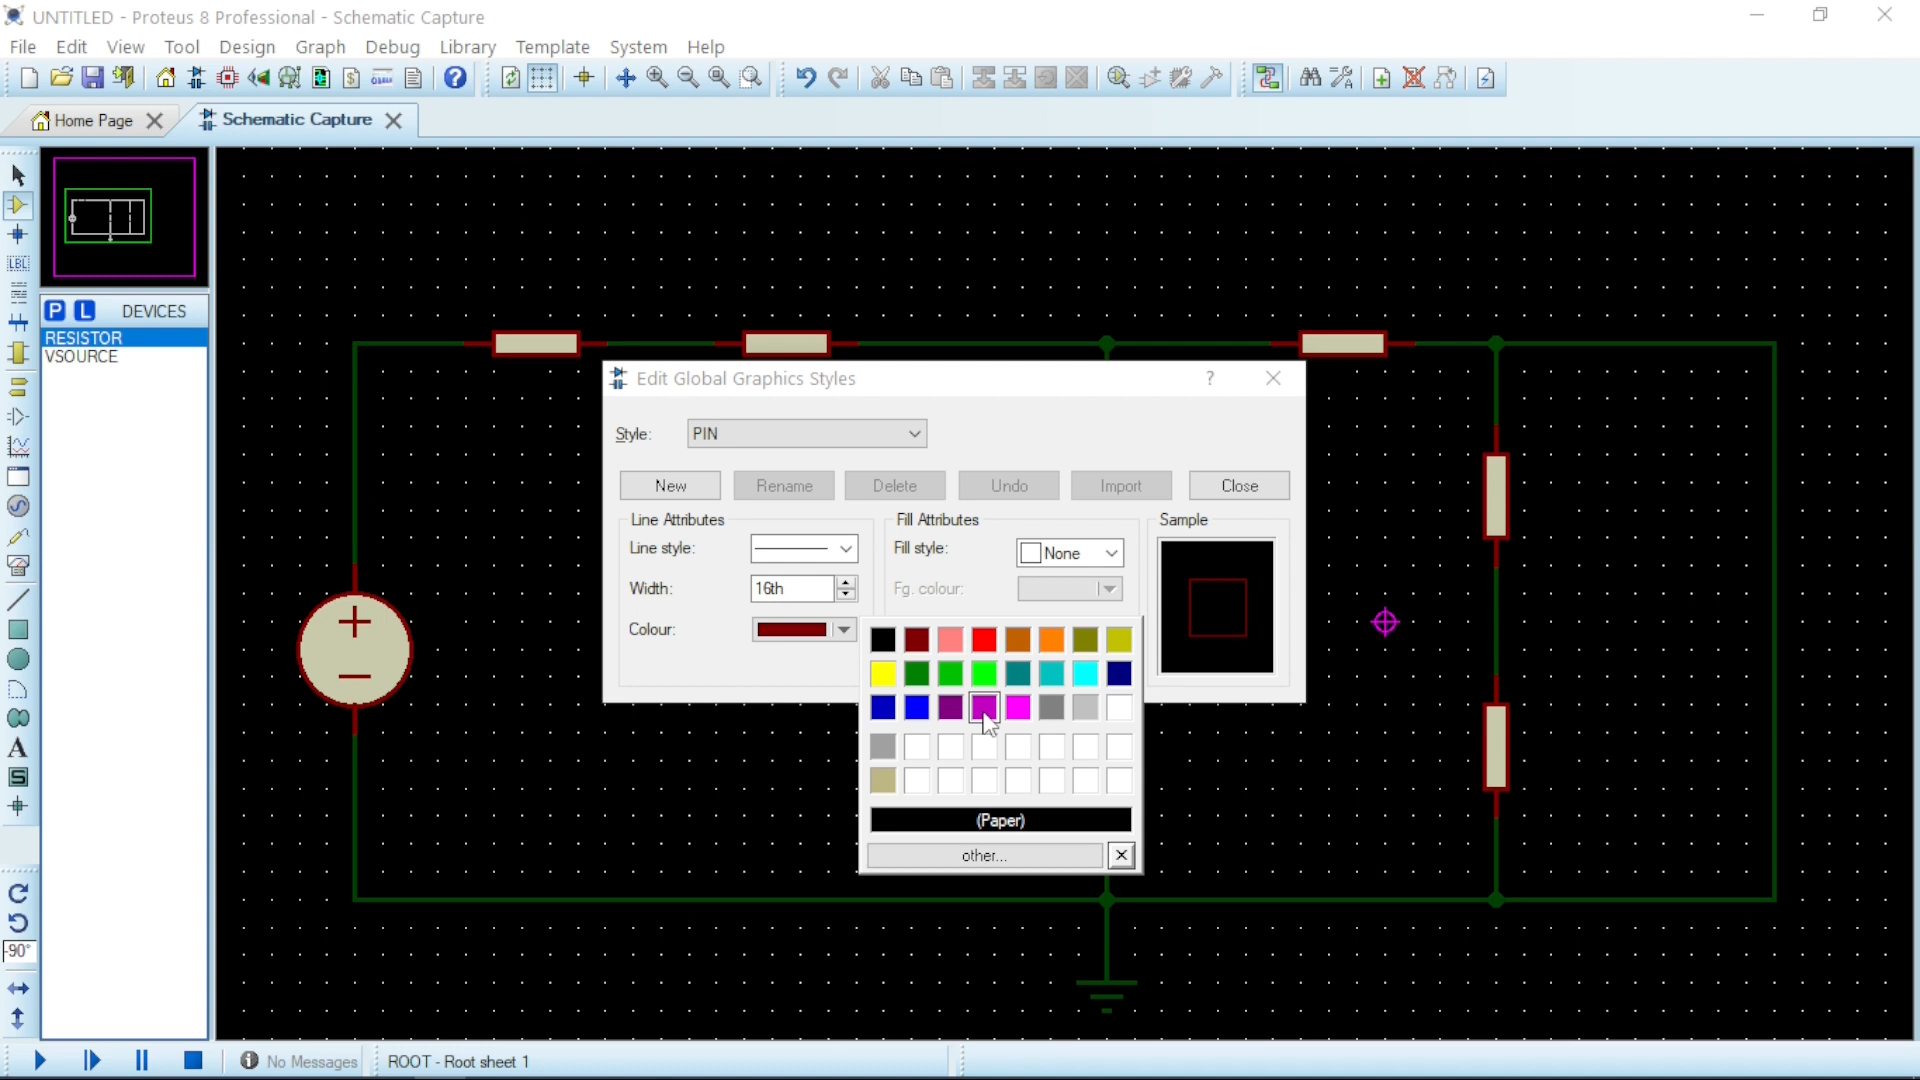 UNTITLED - Proteus 8 Professional - Schematic Capture
File Edit View Tool Design Graph Debug Library Template System Help
Home Page Schematic Capture
LBL
P L DEVICES
RESISTOR
VSOURCE
Edit Global Graphics Styles ?
Style: PIN
New Rename Delete Undo Import Close
Line Attributes Fill Attributes Sample
Line style: Fill style: None
Width: 16th Fg. colour:
Colour:
(Paper)
other...
A
S
-90°
No Messages ROOT - Root sheet 1